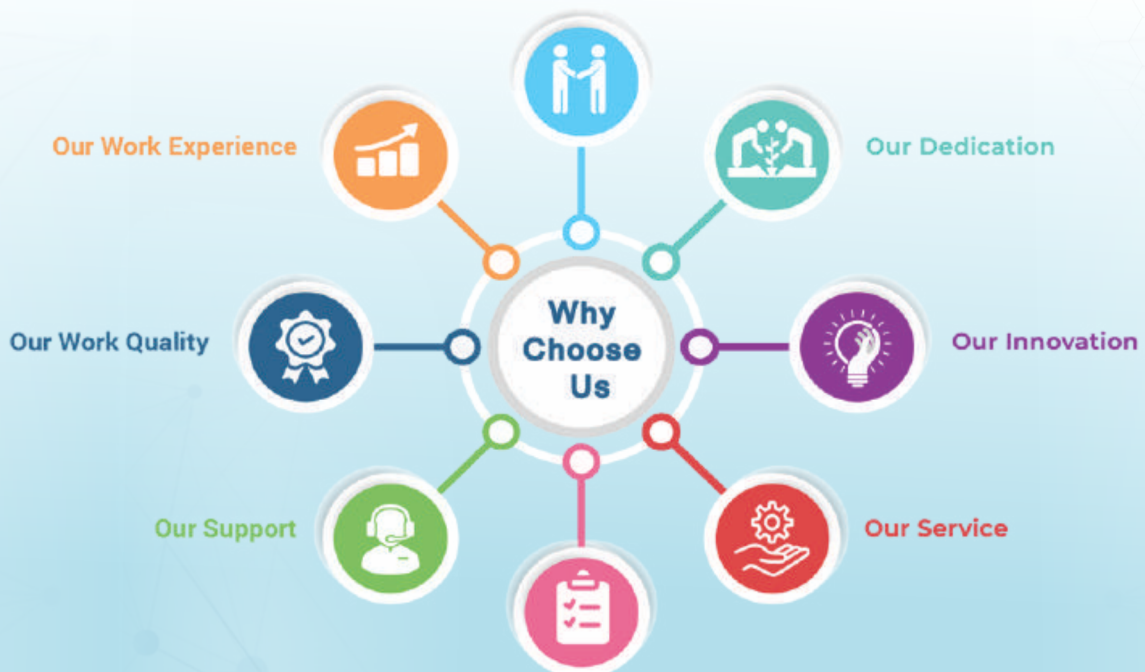 Our Work Experience
Our Dedication
Why
Choose
Us
Our Work Quality
Our Innovation
Our Support
Our Service